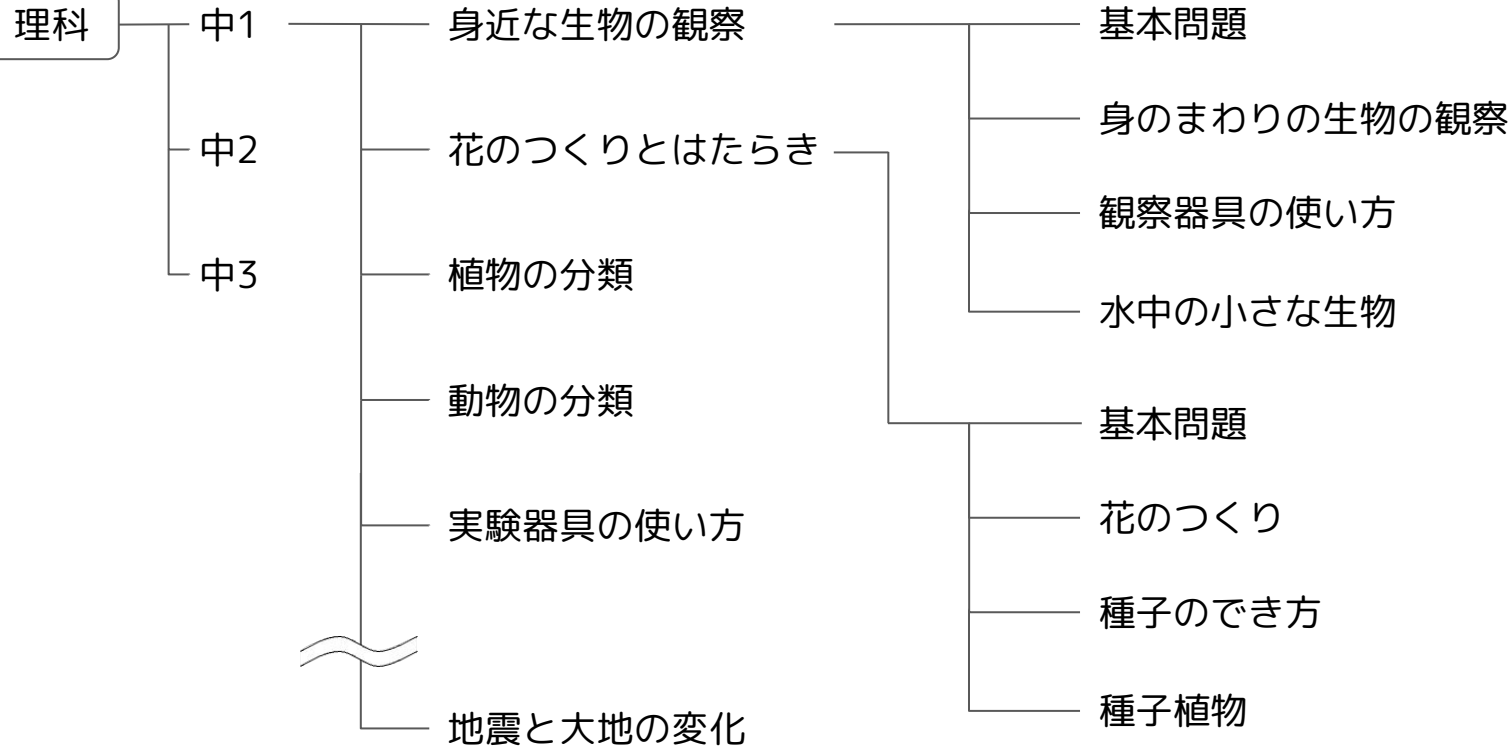 理科
中1
中2
中3
身近な生物の観察
花のつくりとはたらき
植物の分類
動物の分類
実験器具の使い方
地震と大地の変化
基本問題
身のまわりの生物の観察
観察器具の使い方
水中の小さな生物
基本問題
花のつくり
種子のでき方
種子植物